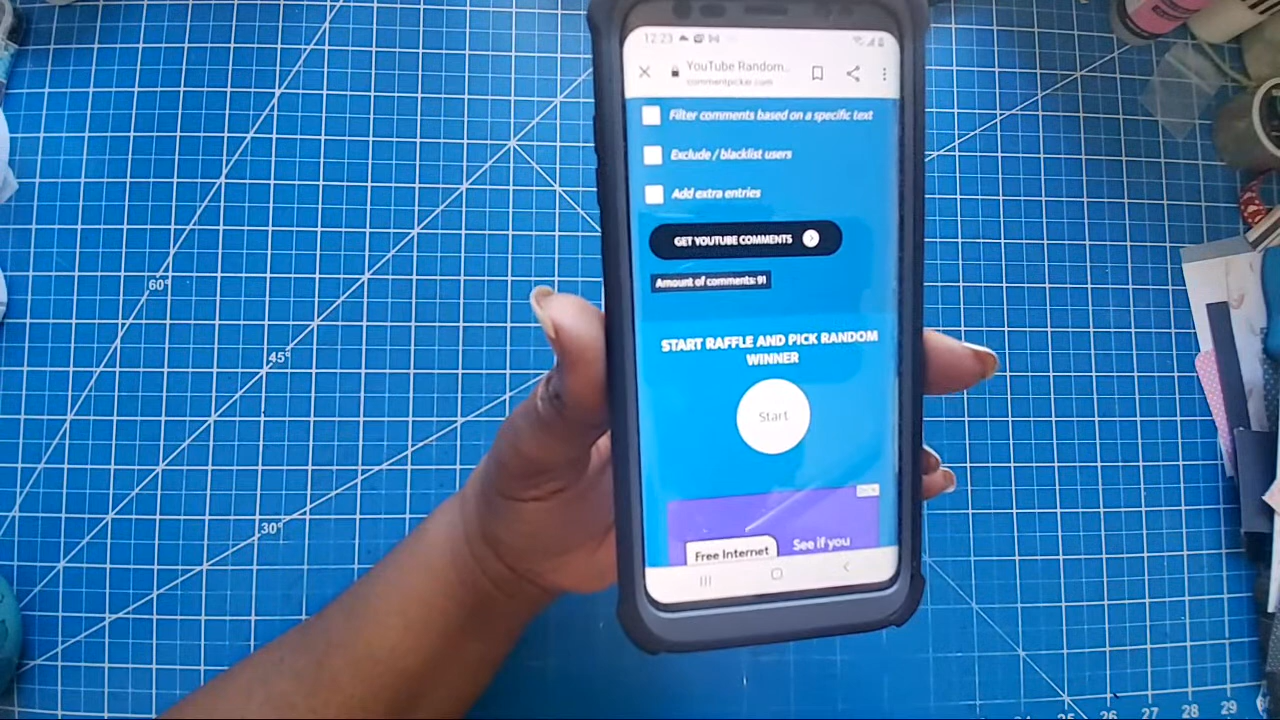 12:23
YouTube Random...
commentpicker.com
Filter comments based on a specific text
Exclude / blacklist users
Add extra entries
GET YOUTUBE COMMENTS
Amount of comments: 91
START RAFFLE AND PICK RANDOM
WINNER
Start
Free Internet
See if you
60°
45°
30°
26
27
28
29